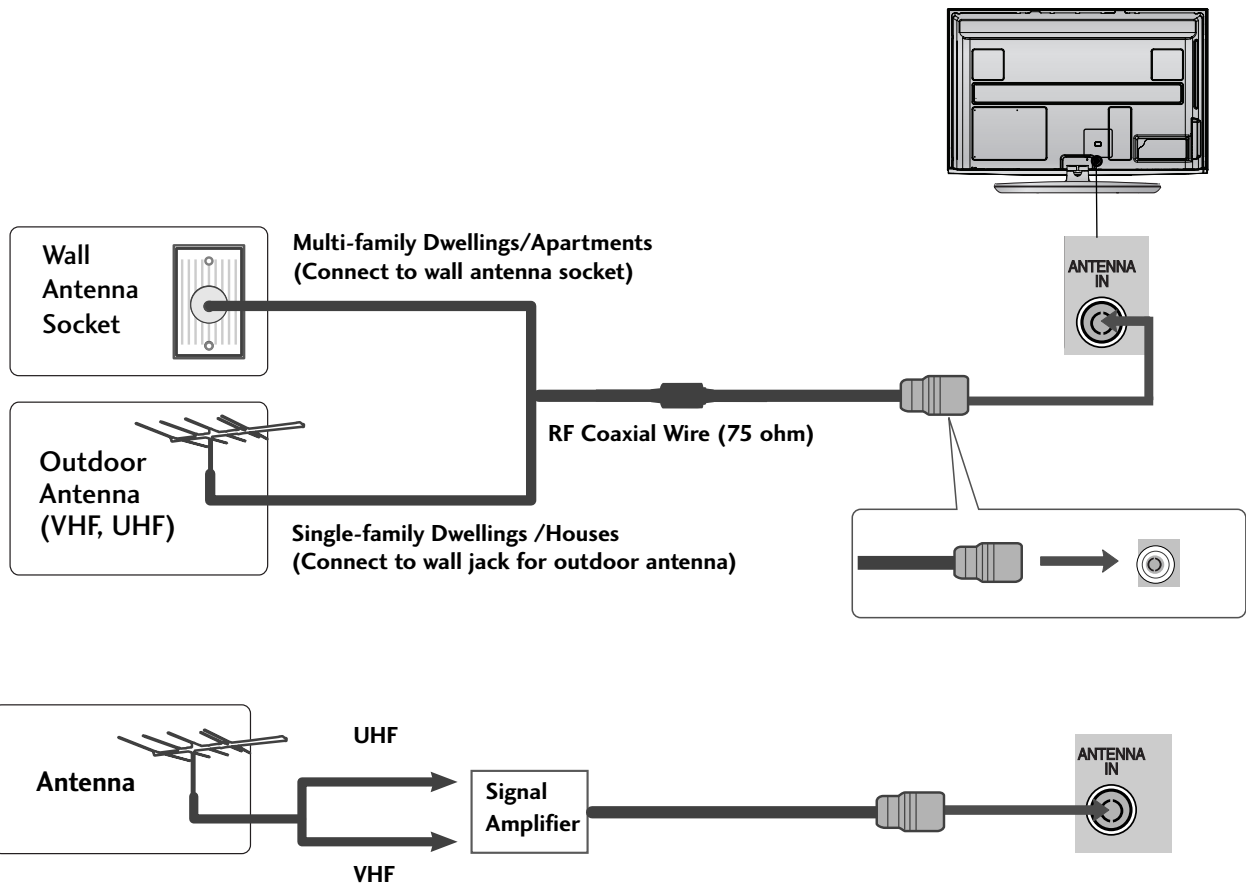 Wall
Antenna
Socket
Multi-family Dwellings/Apartments
(Connect to wall antenna socket)
ANTENNA
IN
RF Coaxial Wire (75 ohm)
Outdoor
Antenna
(VHF, UHF)
Single-family Dwellings /Houses
(Connect to wall jack for outdoor antenna)
Antenna
UHF
VHF
Signal
Amplifier
ANTENNA
IN